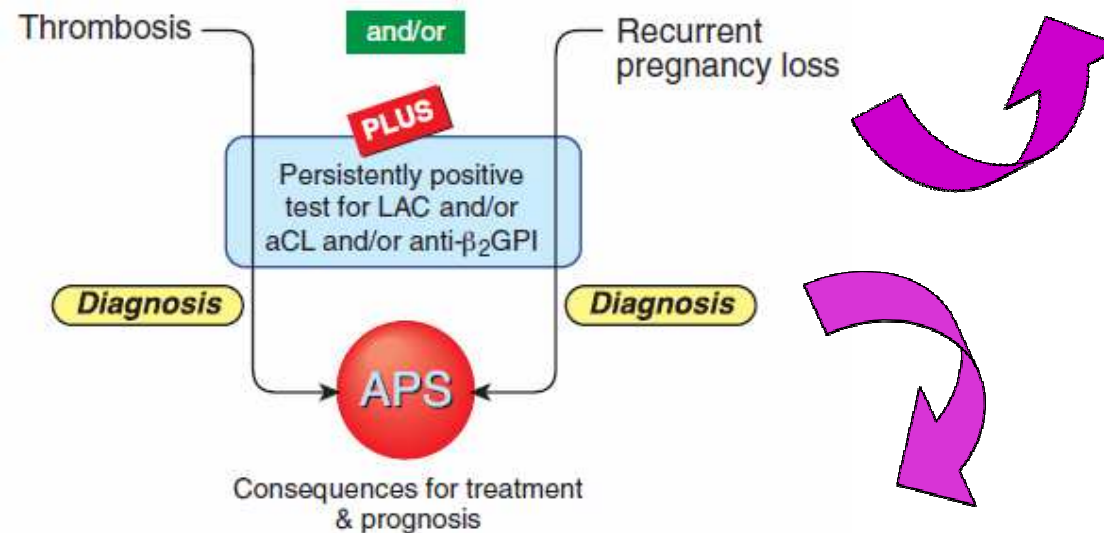 Thrombosis
and/or
Recurrent
pregnancy loss
PLUS
Persistently positive
test for LAC and/or
aCL and/or anti-β₂GPI
Diagnosis
Diagnosis
APS
Consequences for treatment
& prognosis